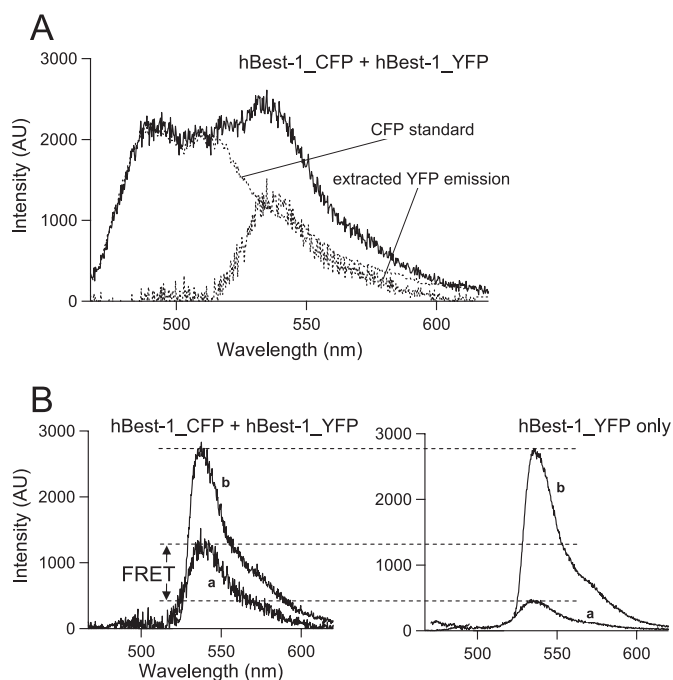 A
hBest-1_CFP + hBest-1_YFP
3000
2000
1000
0
Intensity (AU)
CFP standard
extracted YFP emission
500
550
600
Wavelength (nm)
B
hBest-1_CFP + hBest-1_YFP
3000
2000
1000
0
Intensity (AU)
b
a
FRET
500
550
600
Wavelength (nm)
hBest-1_YFP only
3000
2000
1000
0
b
a
500
550
600